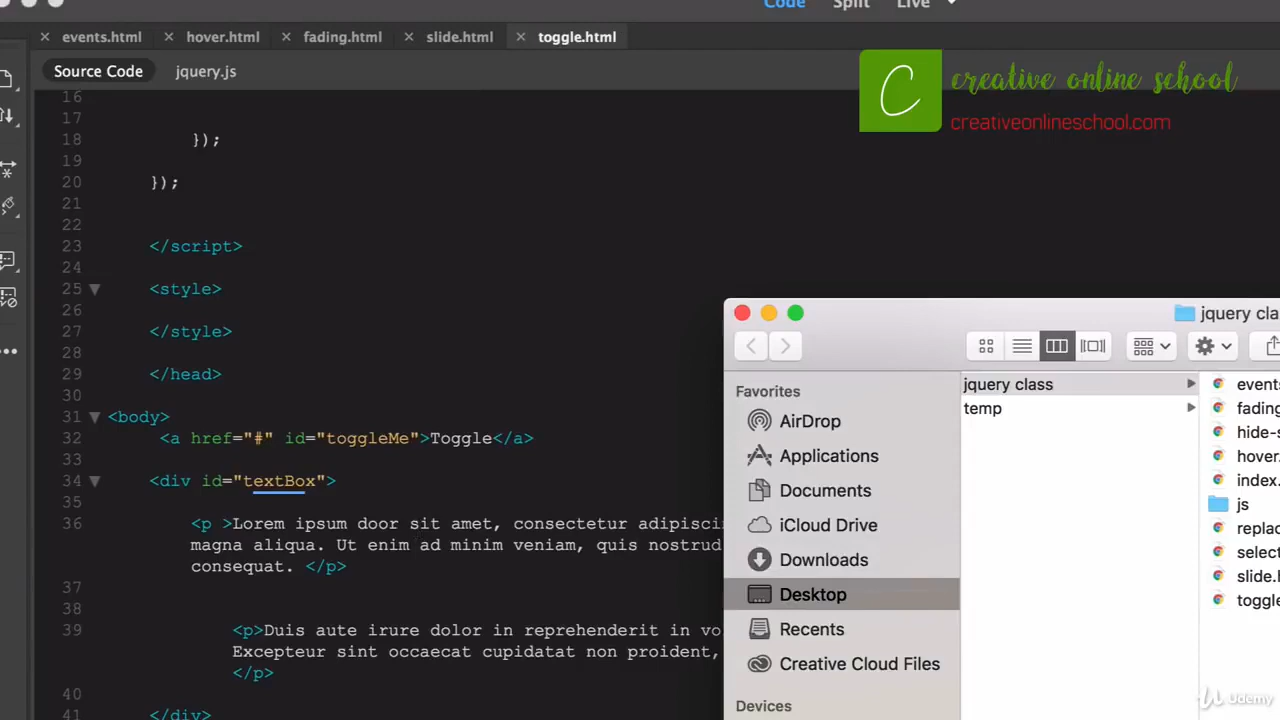 Code Split Live
events.html hover.html fading.html slide.html toggle.html
Source Code jquery.js
C creative online school
creativeonlineschool.com
16
17
18 });
19
20 });
21
22
23 </script>
24
25 <style>
26
27 </style>
28
29 </head>
30
31 <body>
32 <a href="#" id="toggleMe">Toggle</a>
33
34 <div id="textBox">
35
36 <p >Lorem ipsum door sit amet, consectetur adipiscin
magna aliqua. Ut enim ad minim veniam, quis nostrud
consequat. </p>
37
38
39 <p>Duis aute irure dolor in reprehenderit in vo
Excepteur sint occaecat cupidatat non proident,
</p>
40
41 </div>
jquery cla
Favorites
AirDrop
Applications
Documents
iCloud Drive
Downloads
Desktop
Recents
Creative Cloud Files
Devices
jquery class
temp
events
fading
hide-s
hover.
index.
js
replac
select
slide.h
toggle
Udemy